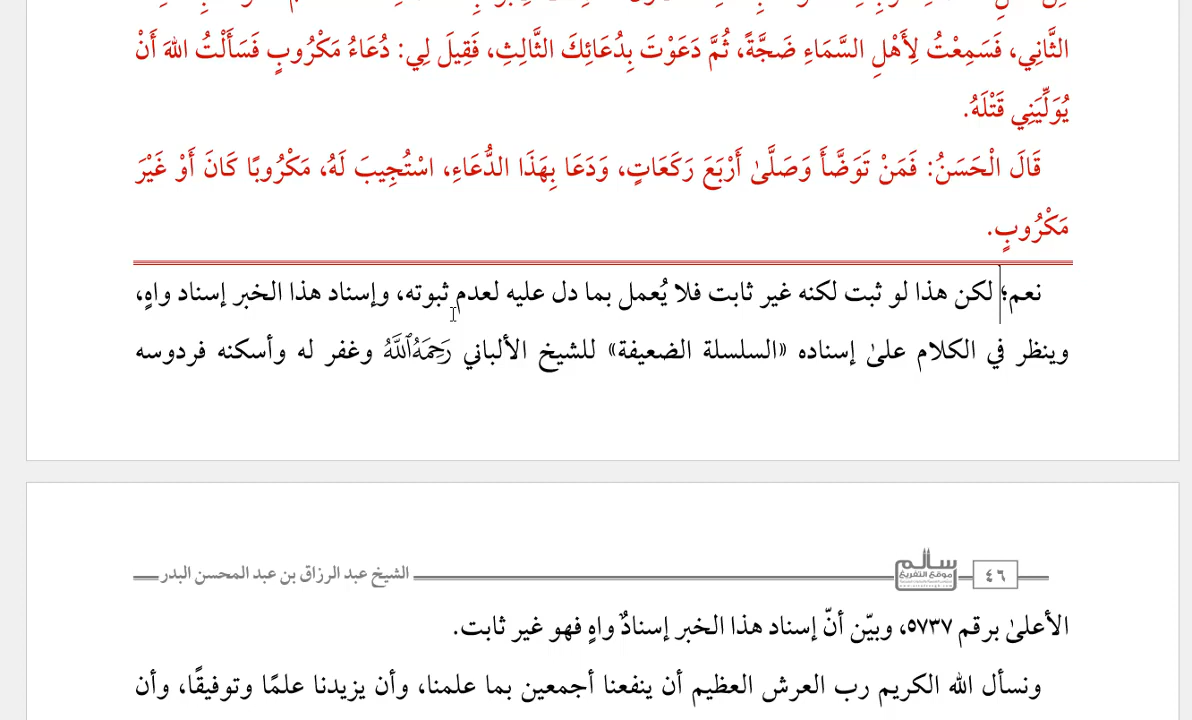 الثَّانِي، فَسَمِعْتُ لِأَهْلِ السَّمَاءِ ضَجَّةً، ثُمَّ دَعَوْتَ بِدُعَائِكَ الثَّالِثِ، فَقِيلَ لِي: دُعَاءُ مَكْرُوبٍ فَسَأَلْتُ اللهَ أَنْ
يُوَلِّيَنِي قَتْلَهُ.
قَالَ الْحَسَنُ: فَمَنْ تَوَضَّأَ وَصَلَّىٰ أَرْبَعَ رَكَعَاتٍ، وَدَعَا بِهَذَا الدُّعَاءِ، اسْتُجِيبَ لَهُ، مَكْرُوبًا كَانَ أَوْ غَيْرَ
مَكْرُوبٍ.
نعم؛ لكن هذا لو ثبت لكنه غير ثابت فلا يُعمل بما دل عليه لعدم ثبوته، وإسناد هذا الخبر إسناد واهٍ،
وينظر في الكلام علىٰ إسناده «السلسلة الضعيفة» للشيخ الألباني رَحِمَهُ ٱللَّهُ وغفر له وأسكنه فردوسه
٤٦
سالم
موقع التفريغ
الشيخ عبد الرزاق بن عبد المحسن البدر
الأعلىٰ برقم ٥٧٣٧، وبيّن أنّ إسناد هذا الخبر إسنادٌ واهٍ فهو غير ثابت.
ونسأل الله الكريم رب العرش العظيم أن ينفعنا أجمعين بما علمنا، وأن يزيدنا علمًا وتوفيقًا، وأن